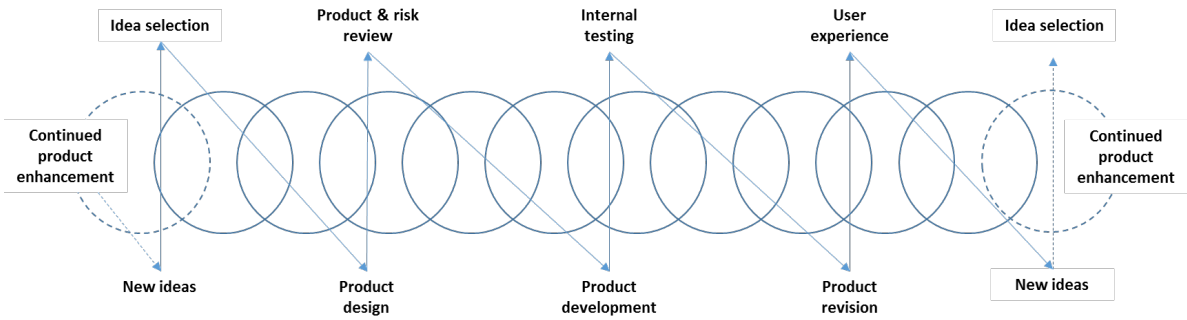 Idea selection
Product & risk
review
Internal
testing
User
experience
Idea selection
Continued
product
enhancement
Continued
product
enhancement
New ideas
Product
design
Product
development
Product
revision
New ideas